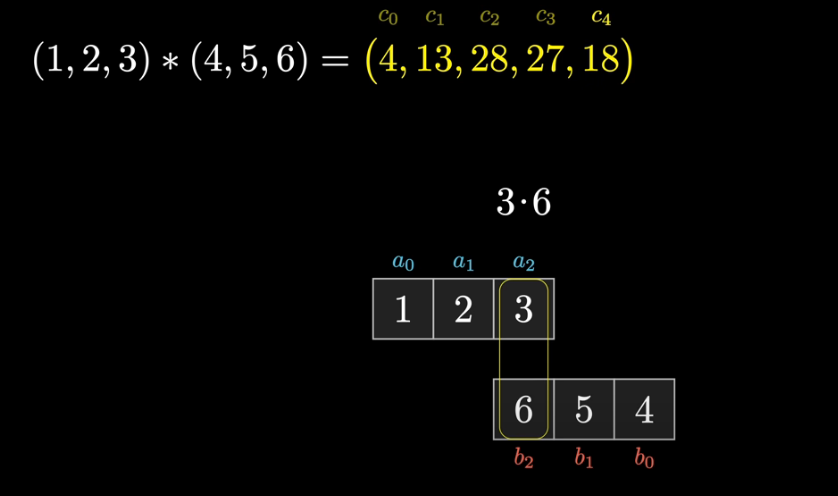 c₀ c₁ c₂ c₃ c₄
(1, 2, 3) * (4, 5, 6) = (4, 13, 28, 27, 18)
3·6
a₀ a₁ a₂
1 2 3
6 5 4
b₂ b₁ b₀